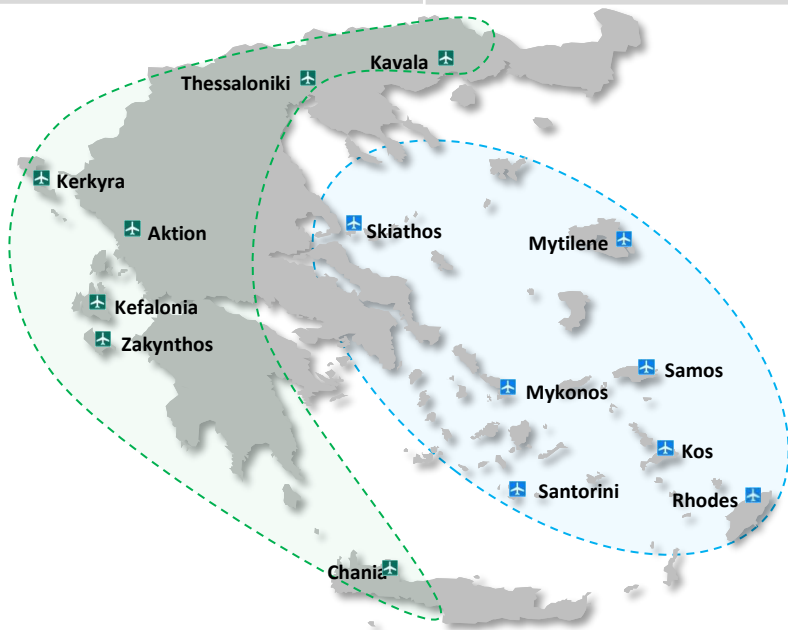 Kavala
Thessaloniki
Kerkyra
Aktion
Skiathos
Mytilene
Kefalonia
Zakynthos
Samos
Mykonos
Kos
Santorini
Rhodes
Chania